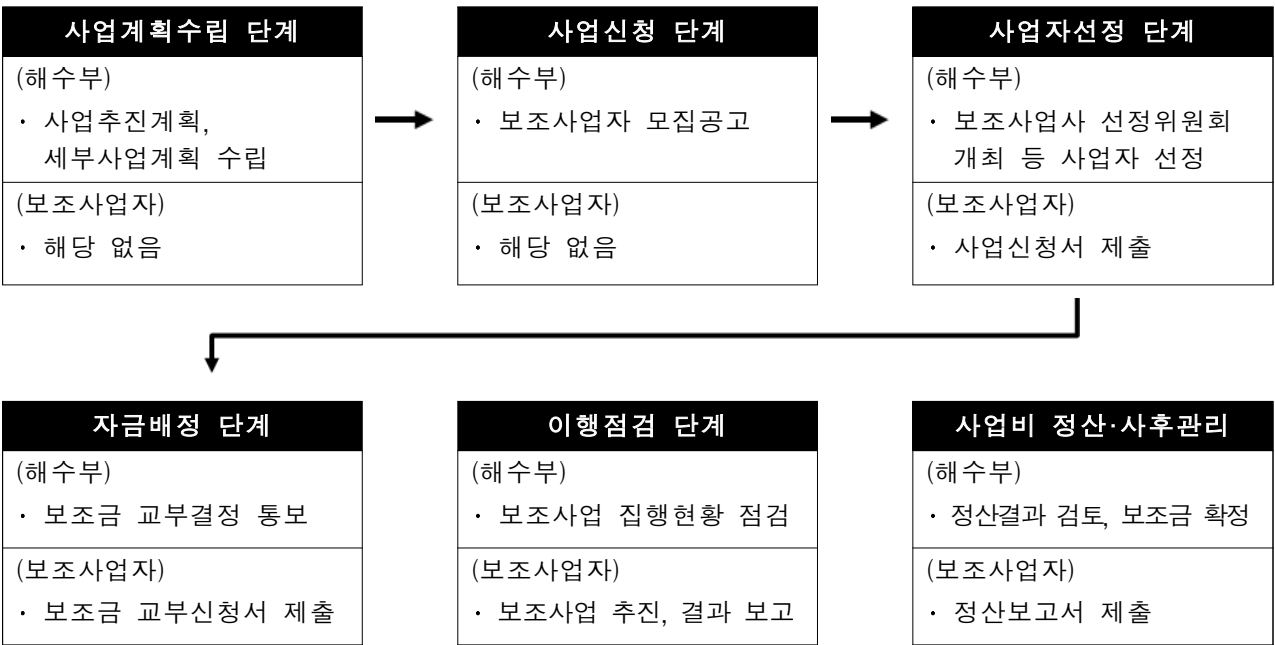 사업계획수립 단계
(해수부)
· 사업추진계획,
세부사업계획 수립
(보조사업자)
· 해당 없음
사업신청 단계
(해수부)
· 보조사업자 모집공고
(보조사업자)
· 해당 없음
사업자선정 단계
(해수부)
· 보조사업사 선정위원회
개최 등 사업자 선정
(보조사업자)
· 사업신청서 제출
자금배정 단계
(해수부)
· 보조금 교부결정 통보
(보조사업자)
· 보조금 교부신청서 제출
이행점검 단계
(해수부)
· 보조사업 집행현황 점검
(보조사업자)
· 보조사업 추진, 결과 보고
사업비 정산·사후관리
(해수부)
· 정산결과 검토, 보조금 확정
(보조사업자)
· 정산보고서 제출